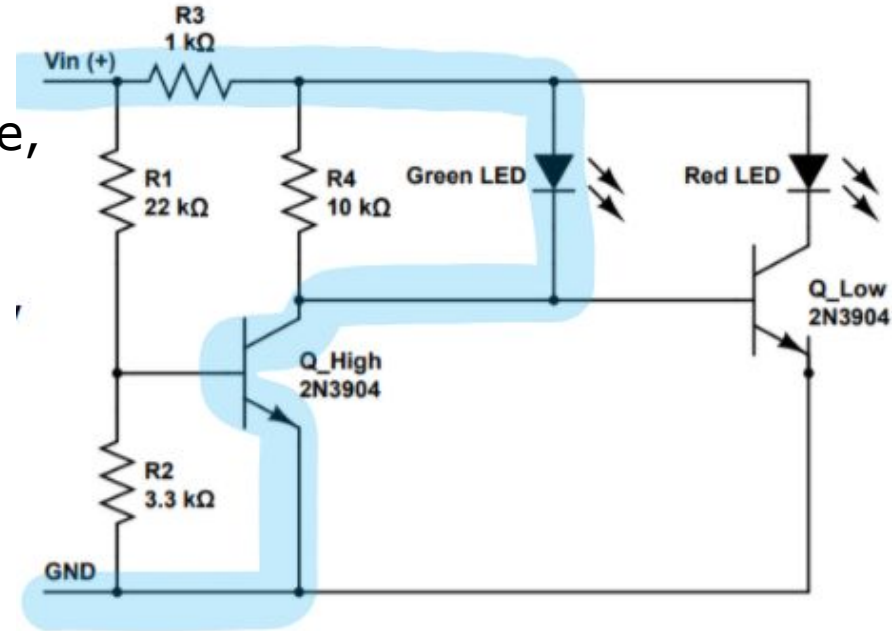 R3
1 kΩ
Vin (+)
e,
R1
22 kΩ
R4
10 kΩ
Green LED
Red LED
Q_Low
2N3904
Q_High
2N3904
R2
3.3 kΩ
GND